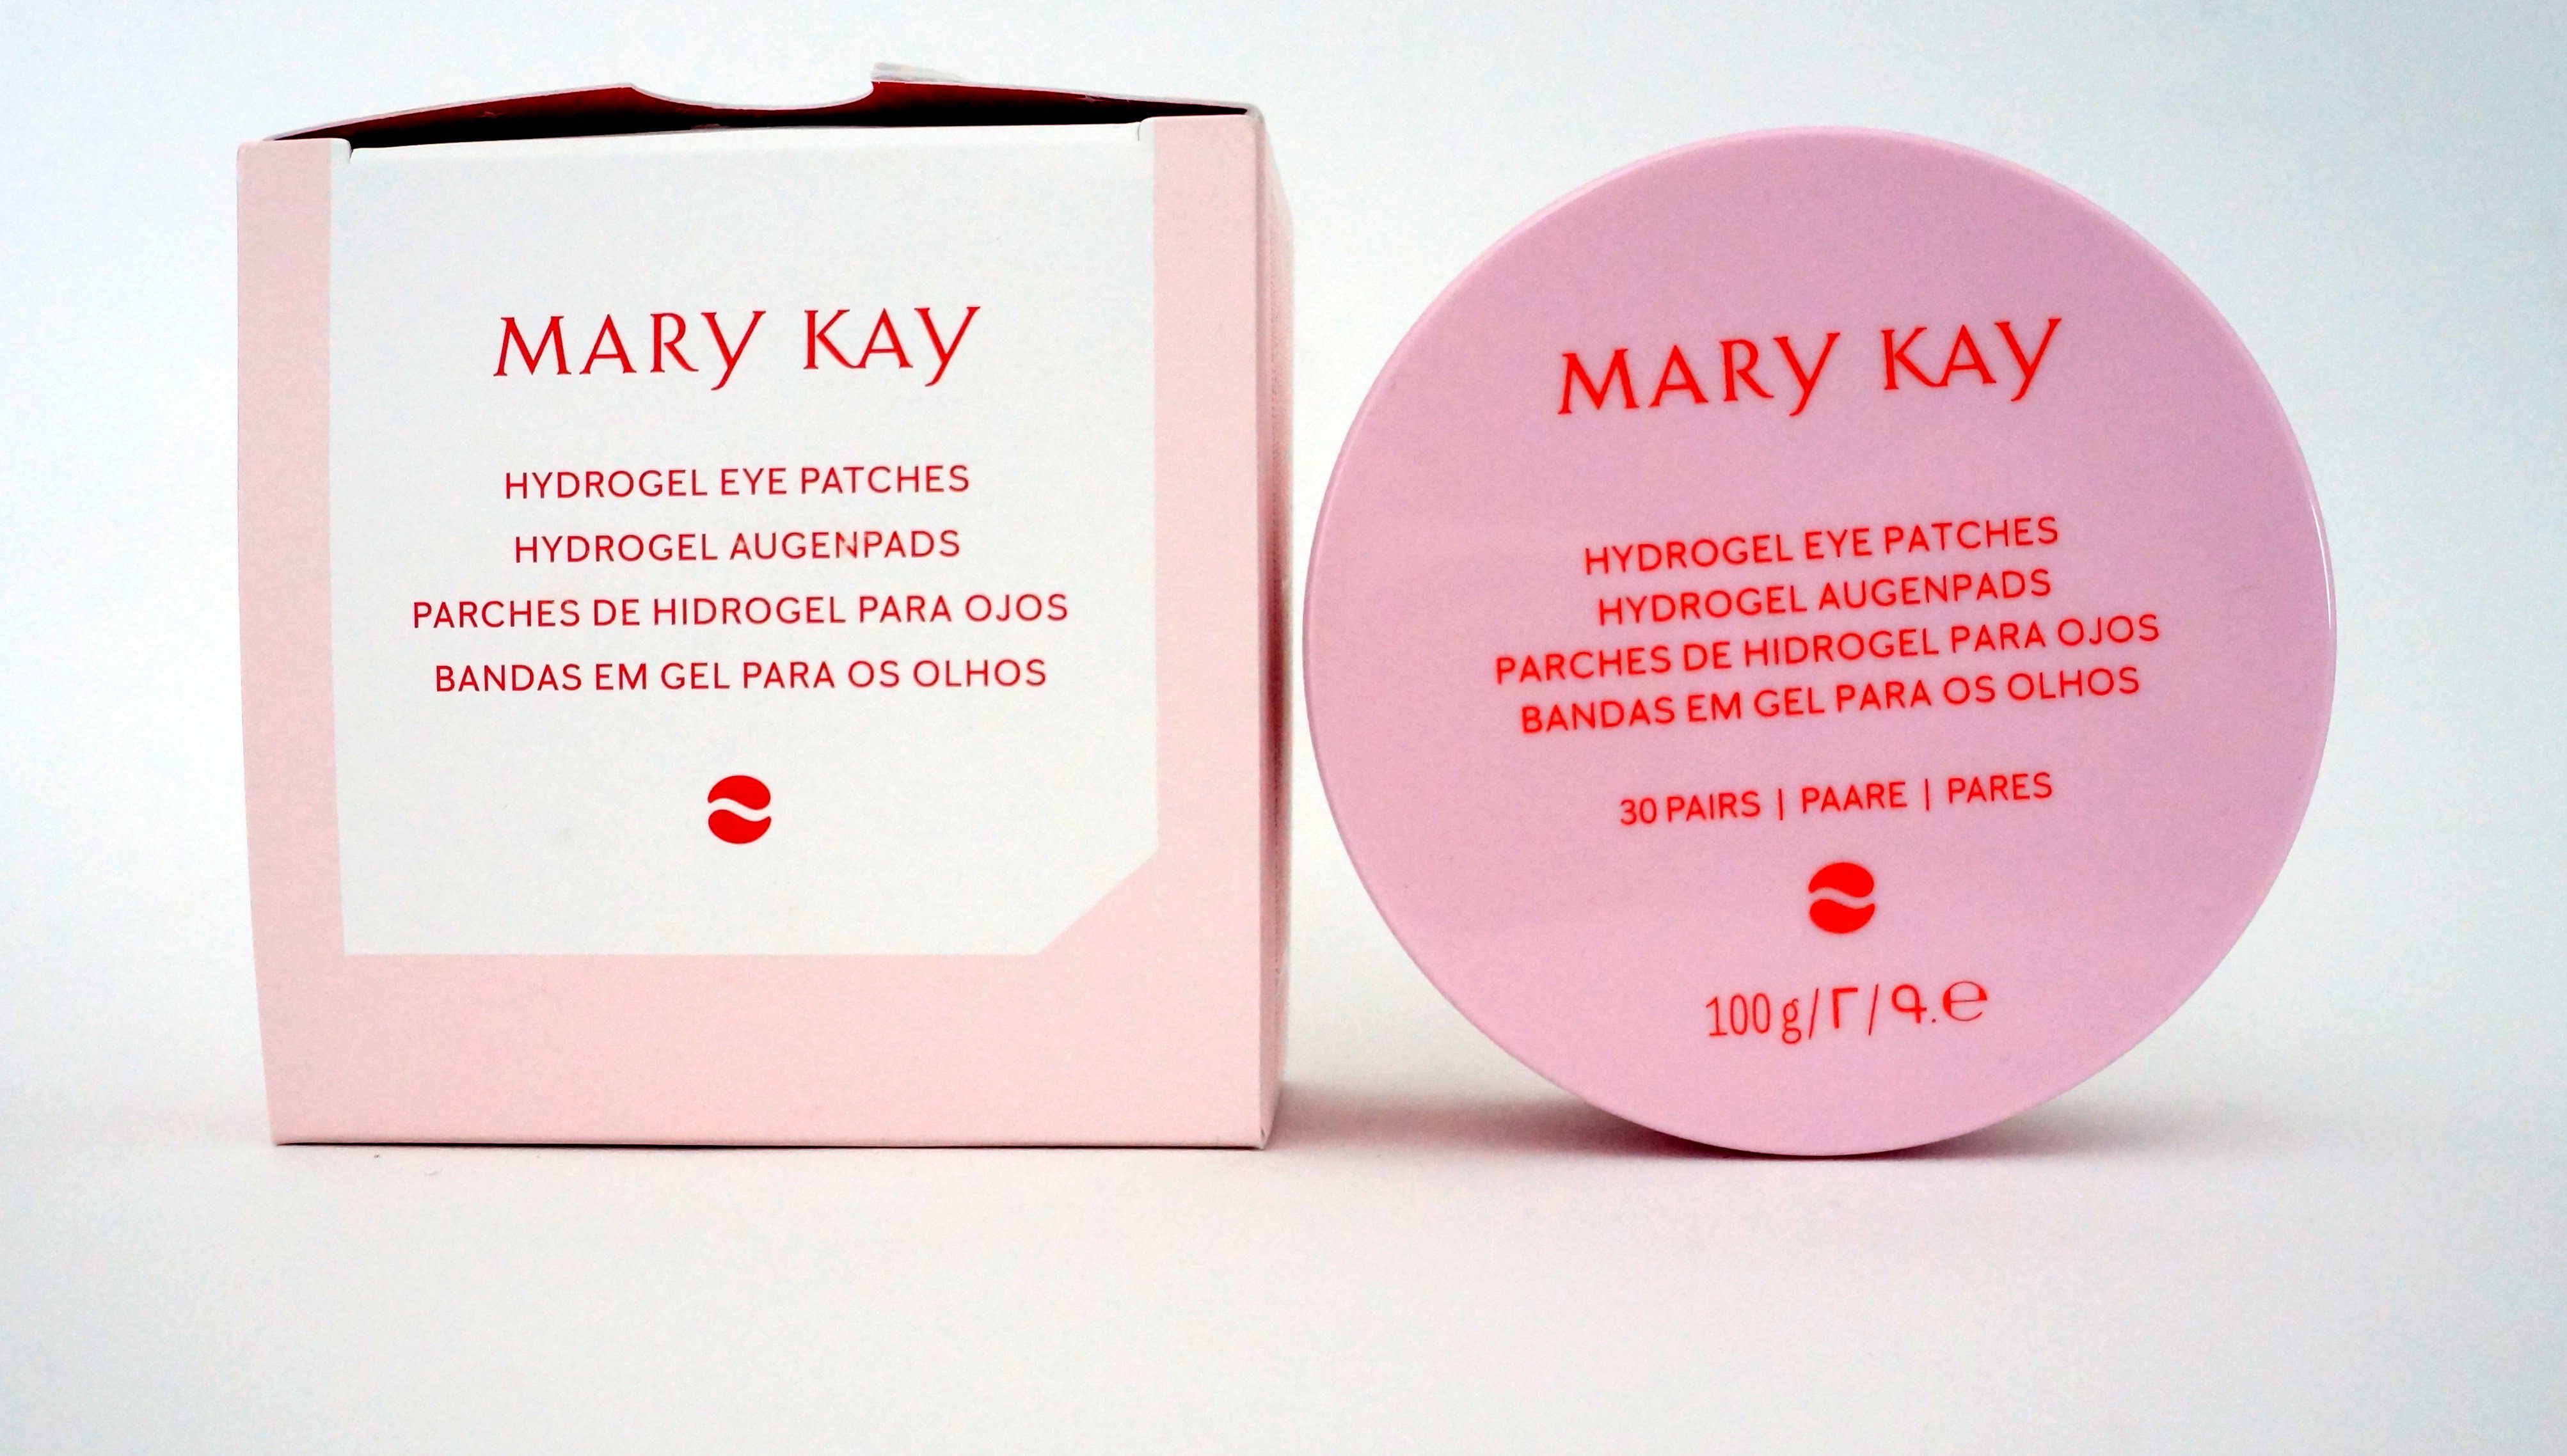 MARY KAY
HYDROGEL EYE PATCHES
HYDROGEL AUGENPADS
PARCHES DE HIDROGEL PARA OJOS
BANDAS EM GEL PARA OS OLHOS
MARY KAY
HYDROGEL EYE PATCHES
HYDROGEL AUGENPADS
PARCHES DE HIDROGEL PARA OJOS
BANDAS EM GEL PARA OS OLHOS
30 PAIRS | PAARE | PARES
100 g/Г/Գ.℮